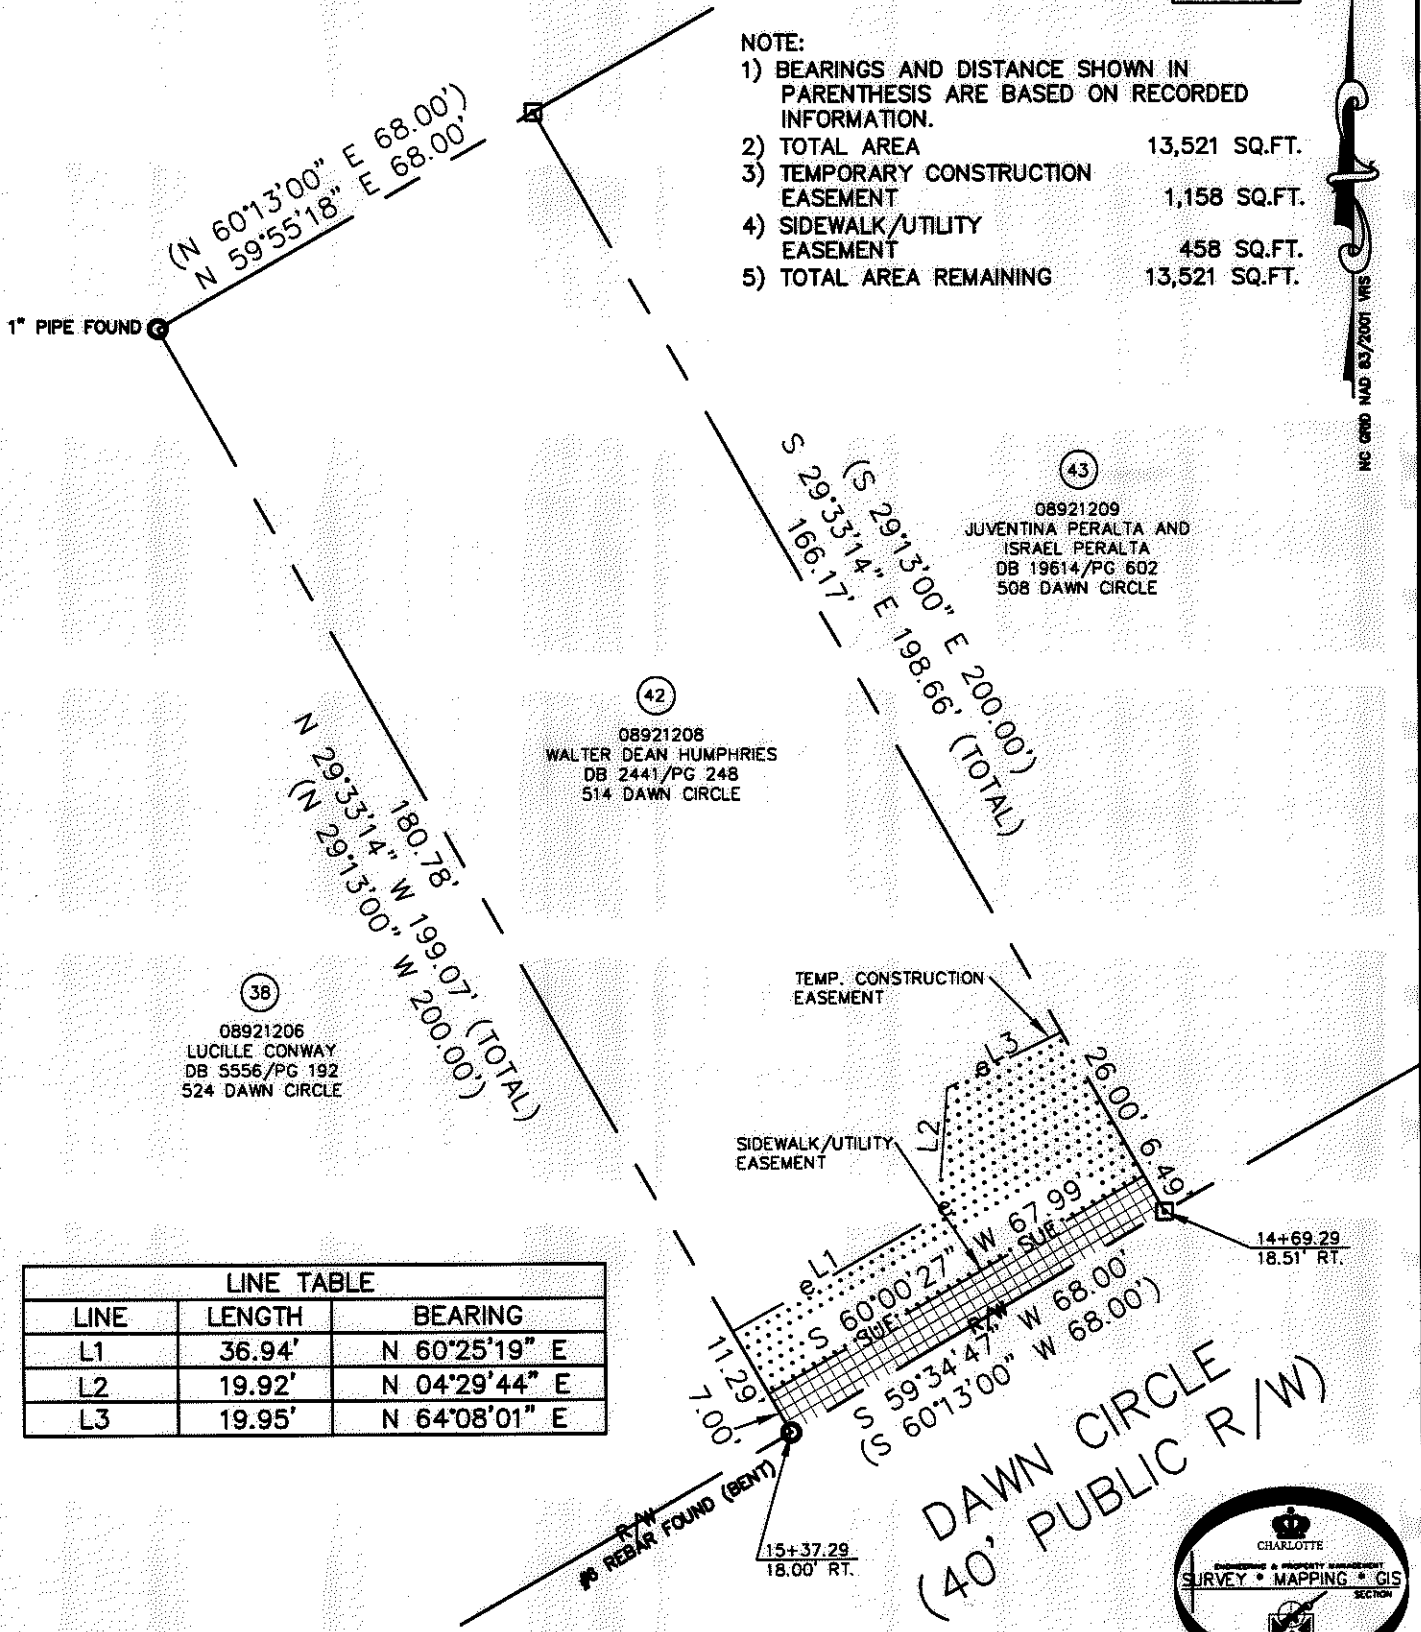 NOTE:
1) BEARINGS AND DISTANCE SHOWN IN
PARENTHESIS ARE BASED ON RECORDED
INFORMATION.
2) TOTAL AREA 13,521 SQ.FT.
3) TEMPORARY CONSTRUCTION
EASEMENT 1,158 SQ.FT.
4) SIDEWALK/UTILITY
EASEMENT 458 SQ.FT.
5) TOTAL AREA REMAINING 13,521 SQ.FT.
NC GRID NAD 83/2001 VRS
(N 60°13'00" E 68.00')
N 59°55'18" E 68.00'
1" PIPE FOUND
(S 29°13'00" E 200.00')
S 29°33'14" E 198.66' (TOTAL)
166.17'
43
08921209
JUVENTINA PERALTA AND
ISRAEL PERALTA
DB 19614/PG 602
508 DAWN CIRCLE
42
08921208
WALTER DEAN HUMPHRIES
DB 2441/PG 248
514 DAWN CIRCLE
180.78'
N 29°33'14" W 199.07' (TOTAL)
(N 29°13'00" W 200.00')
38
08921206
LUCILLE CONWAY
DB 5556/PG 192
524 DAWN CIRCLE
TEMP. CONSTRUCTION
EASEMENT
eL3
26.00'
6.49'
L2
SIDEWALK/UTILITY
EASEMENT
e
eL1
S 60°00'27" W 67.99'
SUE
SUE
R/W
S 59°34'47" W 68.00'
(S 60°13'00" W 68.00')
11.29'
7.00'
14+69.29
18.51' RT.
15+37.29
18.00' RT.
R/W
REBAR FOUND (BENT)
DAWN CIRCLE
(40' PUBLIC R/W)
LINE TABLE
LINE LENGTH BEARING
L1 36.94' N 60°25'19" E
L2 19.92' N 04°29'44" E
L3 19.95' N 64°08'01" E
CHARLOTTE
ENGINEERING & PROPERTY MANAGEMENT
SURVEY * MAPPING * GIS
SECTION